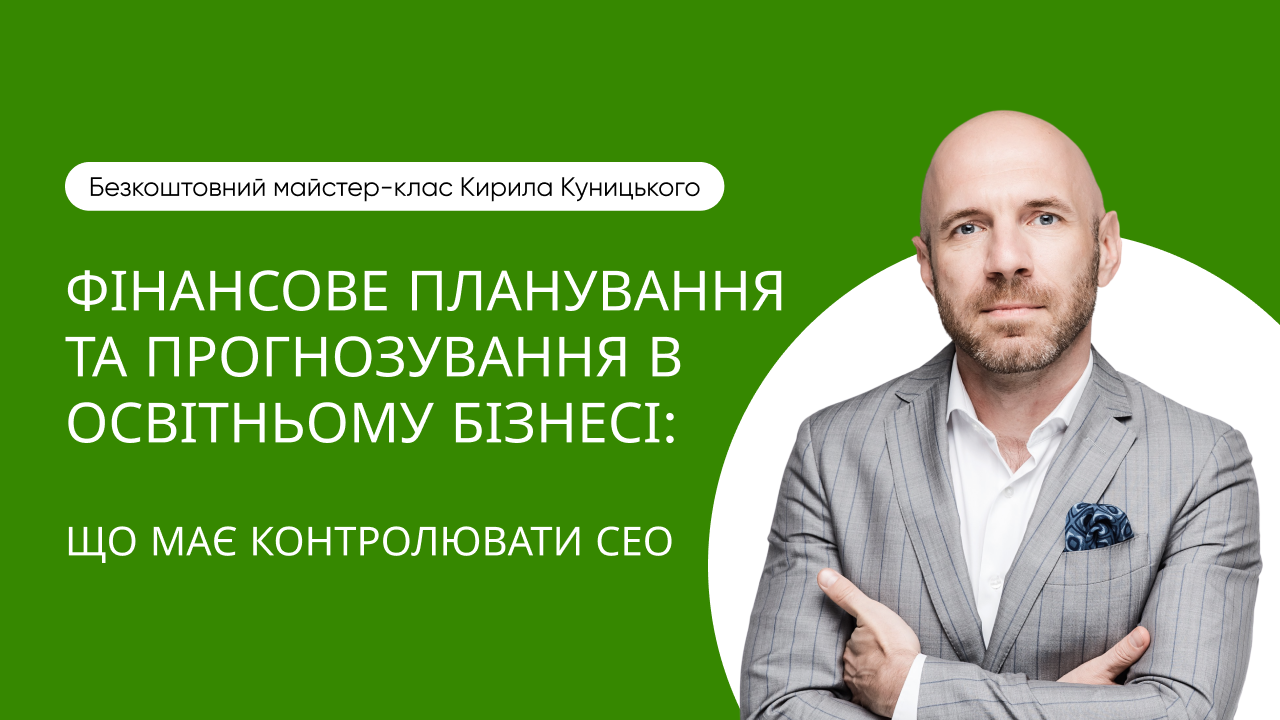 Безкоштовний майстер-клас Кирила Куницького
ФІНАНСОВЕ ПЛАНУВАННЯ
ТА ПРОГНОЗУВАННЯ В
ОСВІТНЬОМУ БІЗНЕСІ:
ЩО МАЄ КОНТРОЛЮВАТИ СЕО